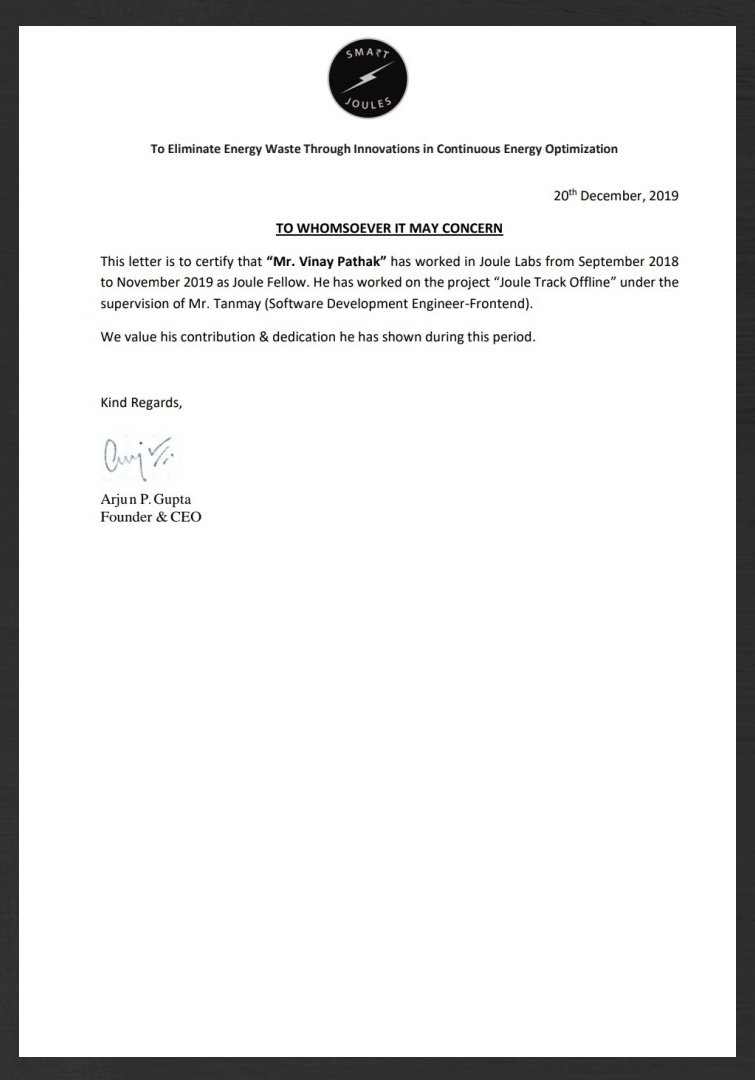 SMART
JOULES
To Eliminate Energy Waste Through Innovations in Continuous Energy Optimization
20th December, 2019
TO WHOMSOEVER IT MAY CONCERN
This letter is to certify that “Mr. Vinay Pathak” has worked in Joule Labs from September 2018
to November 2019 as Joule Fellow. He has worked on the project “Joule Track Offline” under the
supervision of Mr. Tanmay (Software Development Engineer-Frontend).
We value his contribution & dedication he has shown during this period.
Kind Regards,
Arjun P. Gupta
Founder & CEO